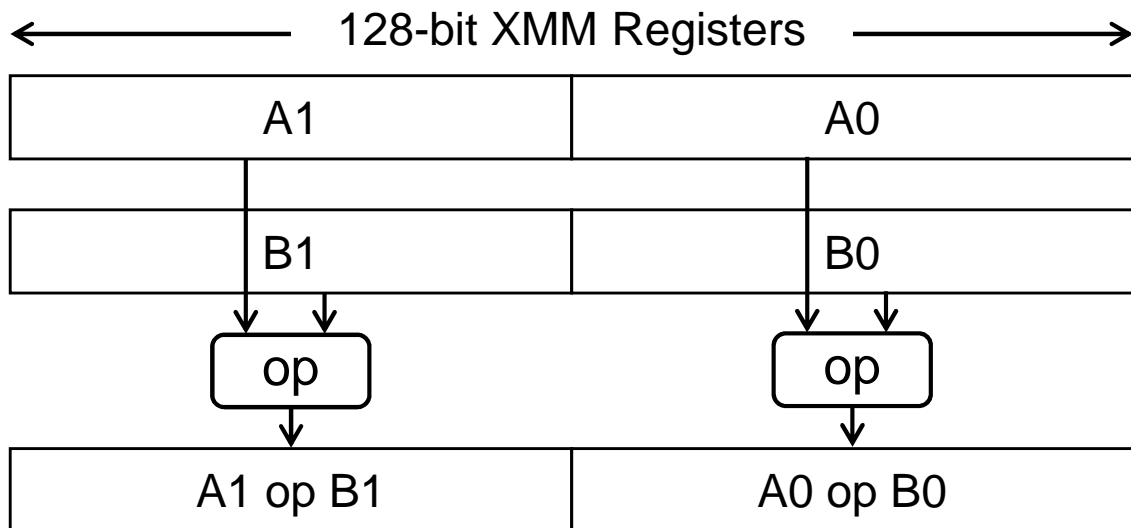 128-bit XMM Registers
A1 A0
B1 B0
op op
A1 op B1 A0 op B0